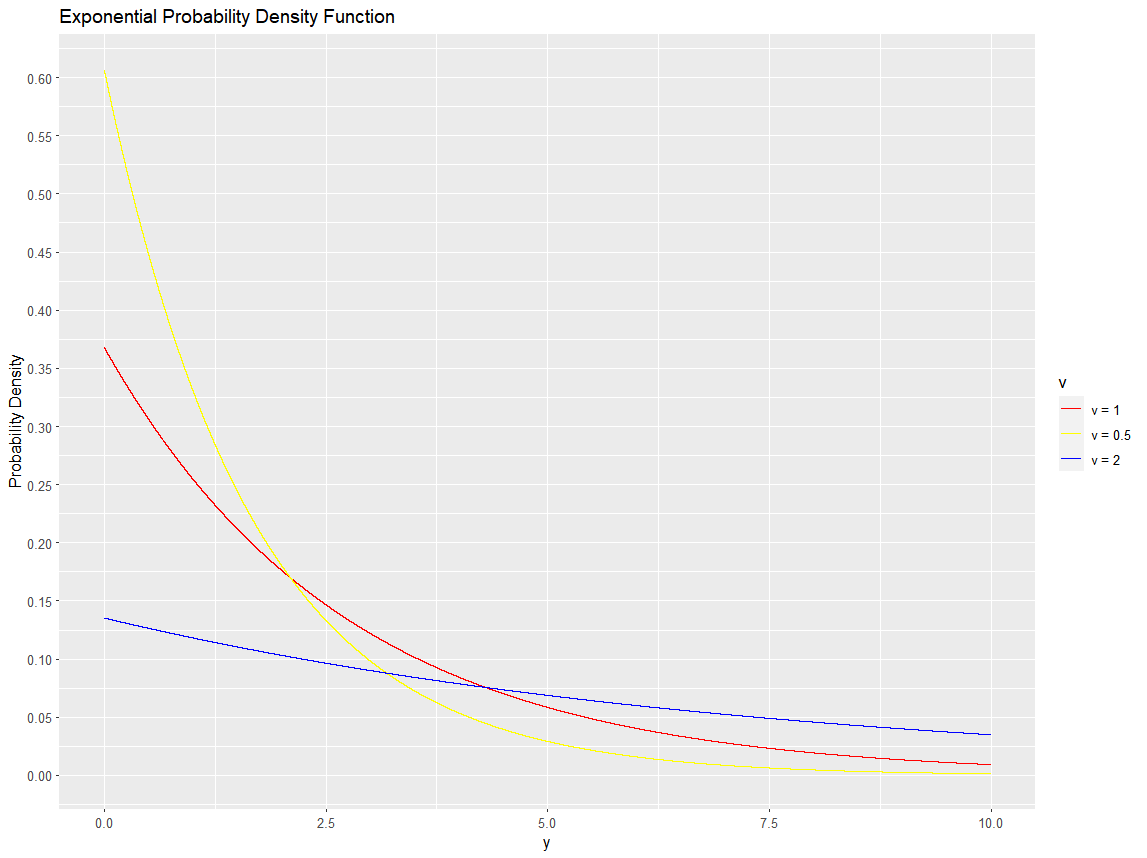 Exponential Probability Density Function
0.60
0.55
0.50
0.45
0.40
0.35
0.30
0.25
0.20
0.15
0.10
0.05
0.00
Probability Density
0.0 2.5 5.0 7.5 10.0
y
v
v = 1
v = 0.5
v = 2